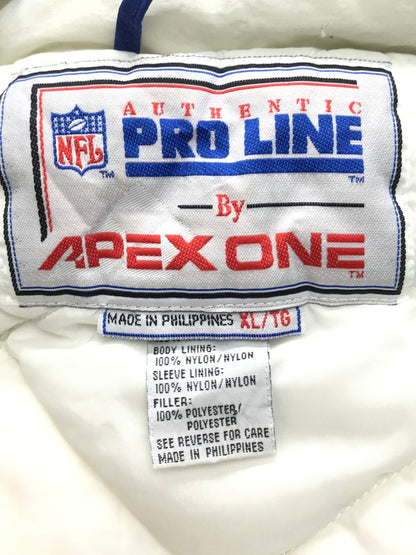 AUTHENTIC
NFL
PRO LINE
TM
TM
By
APEX ONE
TM
MADE IN PHILIPPINES XL/TG
BODY LINING:
100% NYLON/NYLON
SLEEVE LINING:
100% NYLON/NYLON
FILLER:
100% POLYESTER/
POLYESTER
SEE REVERSE FOR CARE
MADE IN PHILIPPINES